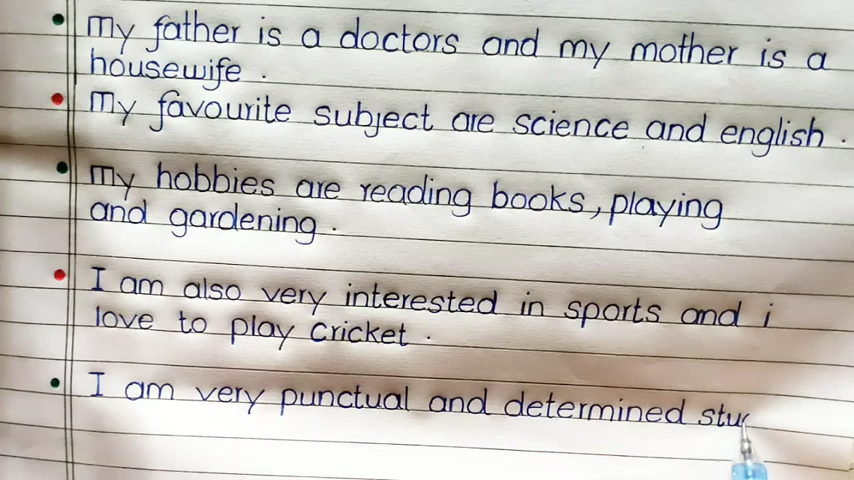 • My father is a doctors and my mother is a
housewife .
• My favourite subject are science and english .
• My hobbies are reading books, playing
and gardening .
• I am also very interested in sports and i
love to play cricket .
• I am very punctual and determined stu